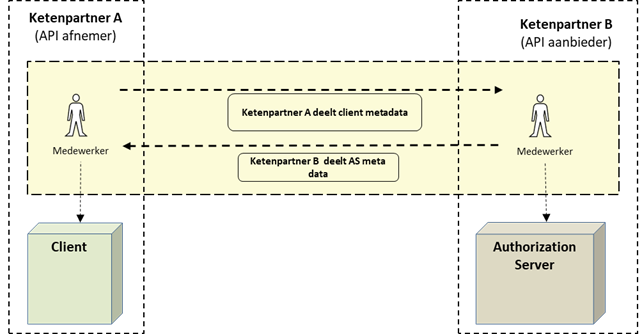 Ketenpartner A
(API afnemer)
Ketenpartner B
(API aanbieder)
Ketenpartner A deelt client metadata
Medewerker
Medewerker
Ketenpartner B deelt AS meta
data
Client
Authorization
Server